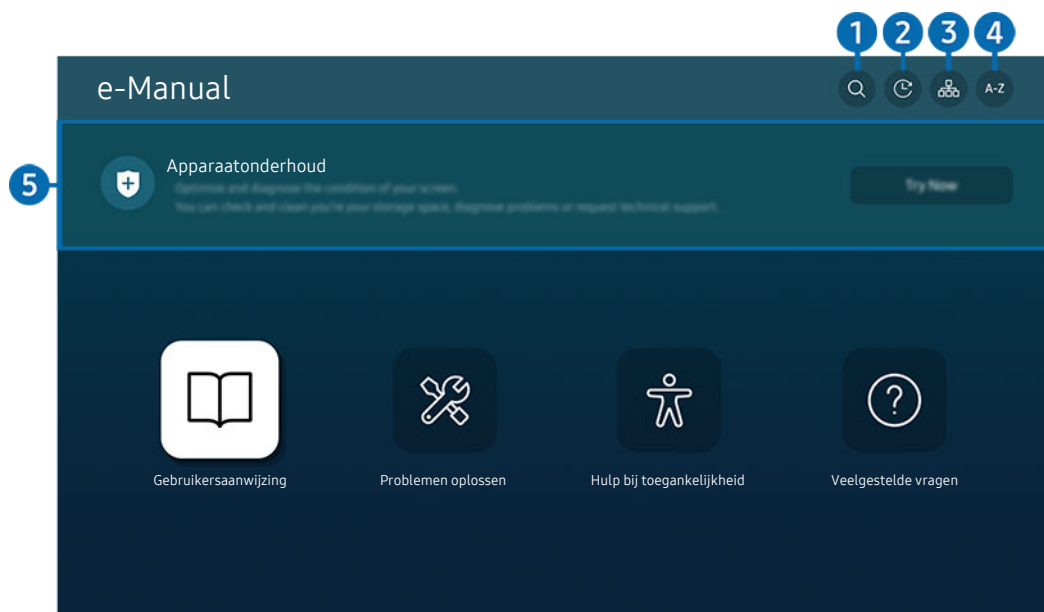 1 2 3 4
e-Manual
A-Z
5
Apparaatonderhoud
Optimize and diagnose the condition of your screen.
You can check and clean you're your storage space, diagnose problems or request technical support.
Try Now
Gebruikersaanwijzing
Problemen oplossen
Hulp bij toegankelijkheid
Veelgestelde vragen